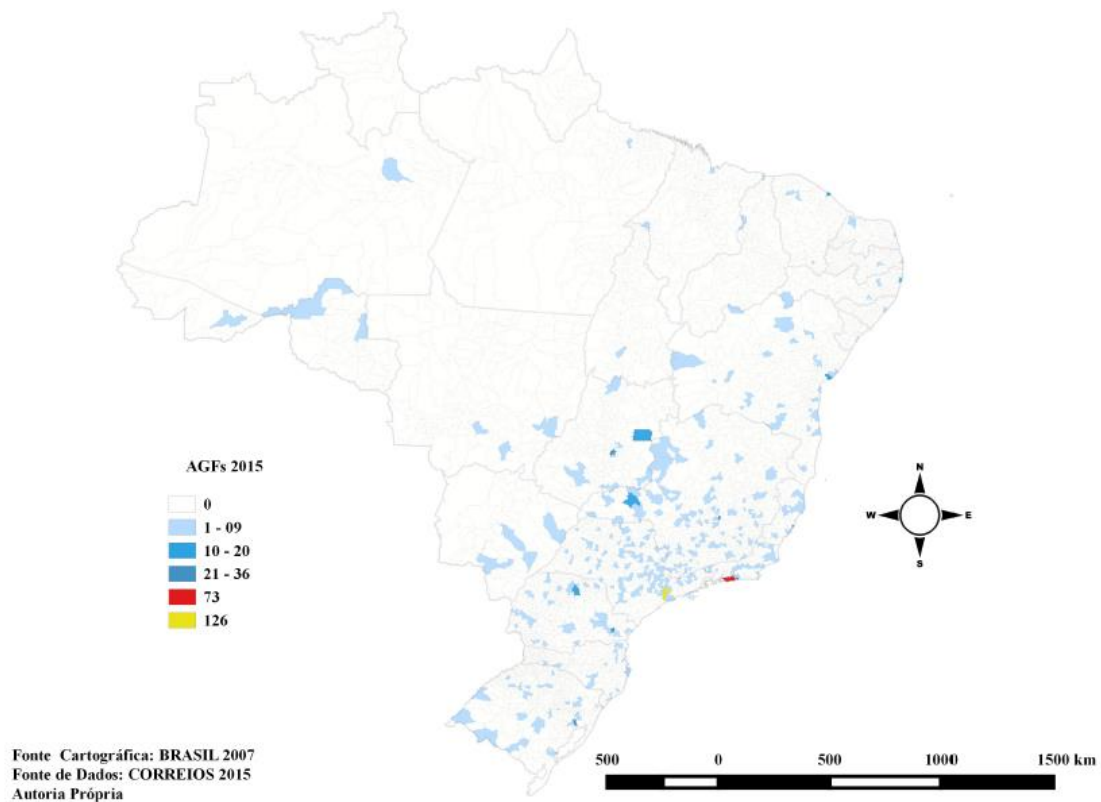 AGFs 2015
0
1 - 09
10 - 20
21 - 36
73
126
N
W E
S
Fonte Cartográfica: BRASIL 2007
Fonte de Dados: CORREIOS 2015
Autoria Própria
500 0 500 1000 1500 km